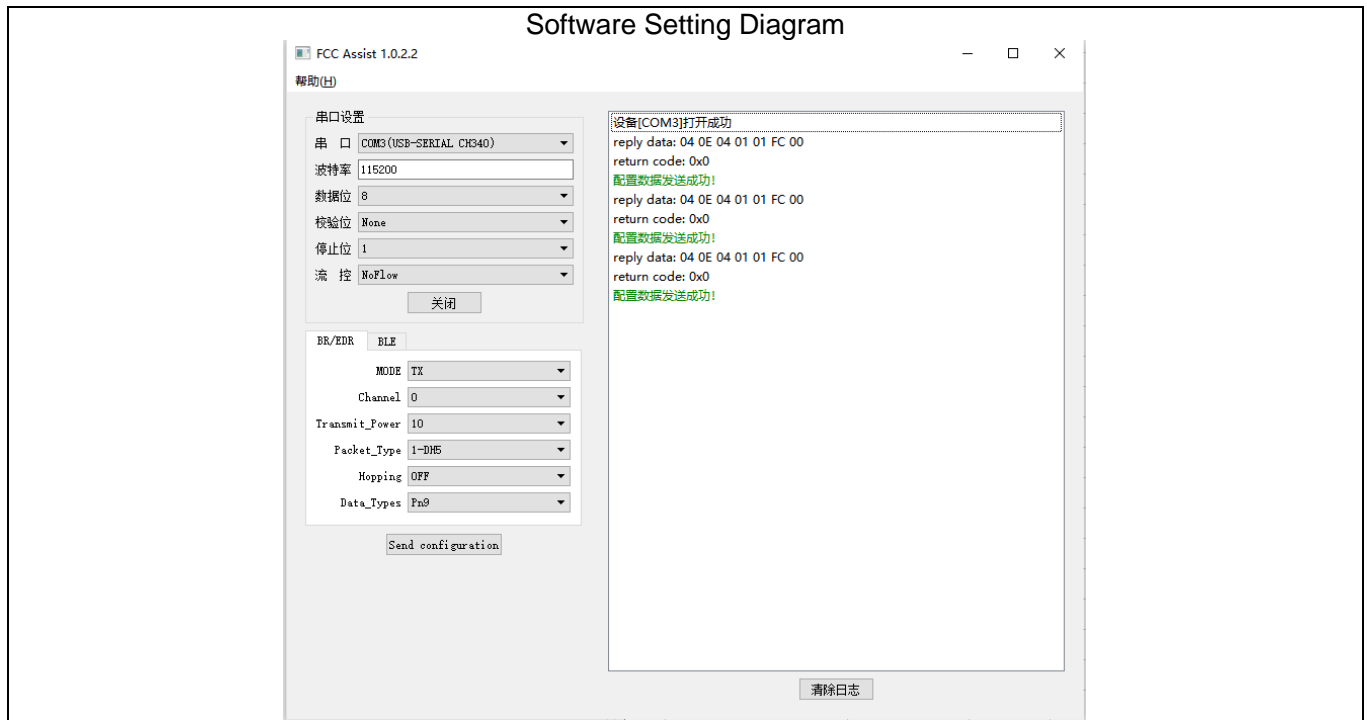 Software Setting Diagram
FCC Assist 1.0.2.2
帮助(H)
串口设置
串 口 COM3(USB-SERIAL CH340)
波特率 115200
数据位 8
校验位 None
停止位 1
流 控 NoFlow
关闭
BR/EDR BLE
MODE TX
Channel 0
Transmit_Power 10
Packet_Type 1-DH5
Hopping OFF
Data_Types Pn9
Send configuration
设备[COM3]打开成功
reply data: 04 0E 04 01 01 FC 00
return code: 0x0
配置数据发送成功!
reply data: 04 0E 04 01 01 FC 00
return code: 0x0
配置数据发送成功!
reply data: 04 0E 04 01 01 FC 00
return code: 0x0
配置数据发送成功!
清除日志